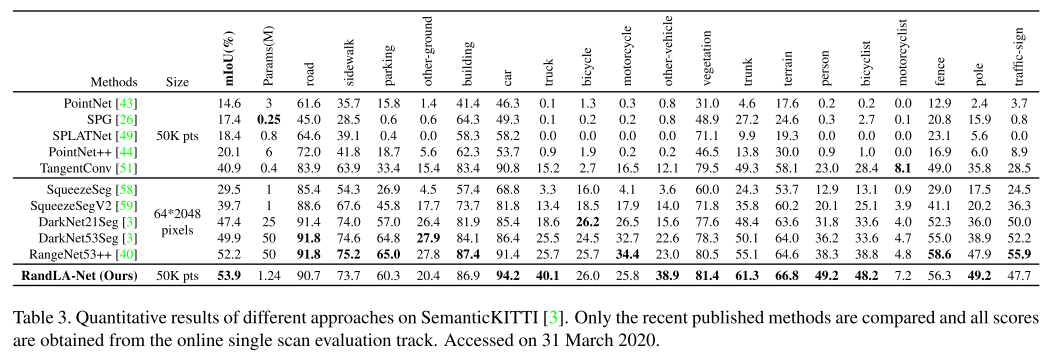 Methods Size mIoU(%) Params(M) road sidewalk parking other-ground building car truck bicycle motorcycle other-vehicle vegetation trunk terrain person bicyclist motorcyclist fence pole traffic-sign
PointNet [43] 14.6 3 61.6 35.7 15.8 1.4 41.4 46.3 0.1 1.3 0.3 0.8 31.0 4.6 17.6 0.2 0.2 0.0 12.9 2.4 3.7
SPG [26] 17.4 0.25 45.0 28.5 0.6 0.6 64.3 49.3 0.1 0.2 0.2 0.8 48.9 27.2 24.6 0.3 2.7 0.1 20.8 15.9 0.8
SPLATNet [49] 50K pts 18.4 0.8 64.6 39.1 0.4 0.0 58.3 58.2 0.0 0.0 0.0 0.0 71.1 9.9 19.3 0.0 0.0 0.0 23.1 5.6 0.0
PointNet++ [44] 20.1 6 72.0 41.8 18.7 5.6 62.3 53.7 0.9 1.9 0.2 0.2 46.5 13.8 30.0 0.9 1.0 0.0 16.9 6.0 8.9
TangentConv [51] 40.9 0.4 83.9 63.9 33.4 15.4 83.4 90.8 15.2 2.7 16.5 12.1 79.5 49.3 58.1 23.0 28.4 8.1 49.0 35.8 28.5
SqueezeSeg [58] 29.5 1 85.4 54.3 26.9 4.5 57.4 68.8 3.3 16.0 4.1 3.6 60.0 24.3 53.7 12.9 13.1 0.9 29.0 17.5 24.5
SqueezeSegV2 [59] 39.7 1 88.6 67.6 45.8 17.7 73.7 81.8 13.4 18.5 17.9 14.0 71.8 35.8 60.2 20.1 25.1 3.9 41.1 20.2 36.3
DarkNet21Seg [3] 64*2048 pixels 47.4 25 91.4 74.0 57.0 26.4 81.9 85.4 18.6 26.2 26.5 15.6 77.6 48.4 63.6 31.8 33.6 4.0 52.3 36.0 50.0
DarkNet53Seg [3] 49.9 50 91.8 74.6 64.8 27.9 84.1 86.4 25.5 24.5 32.7 22.6 78.3 50.1 64.0 36.2 33.6 4.7 55.0 38.9 52.2
RangeNet53++ [40] 52.2 50 91.8 75.2 65.0 27.8 87.4 91.4 25.7 25.7 34.4 23.0 80.5 55.1 64.6 38.3 38.8 4.8 58.6 47.9 55.9
RandLA-Net (Ours) 50K pts 53.9 1.24 90.7 73.7 60.3 20.4 86.9 94.2 40.1 26.0 25.8 38.9 81.4 61.3 66.8 49.2 48.2 7.2 56.3 49.2 47.7
Table 3. Quantitative results of different approaches on SemanticKITTI [3]. Only the recent published methods are compared and all scores
are obtained from the online single scan evaluation track. Accessed on 31 March 2020.